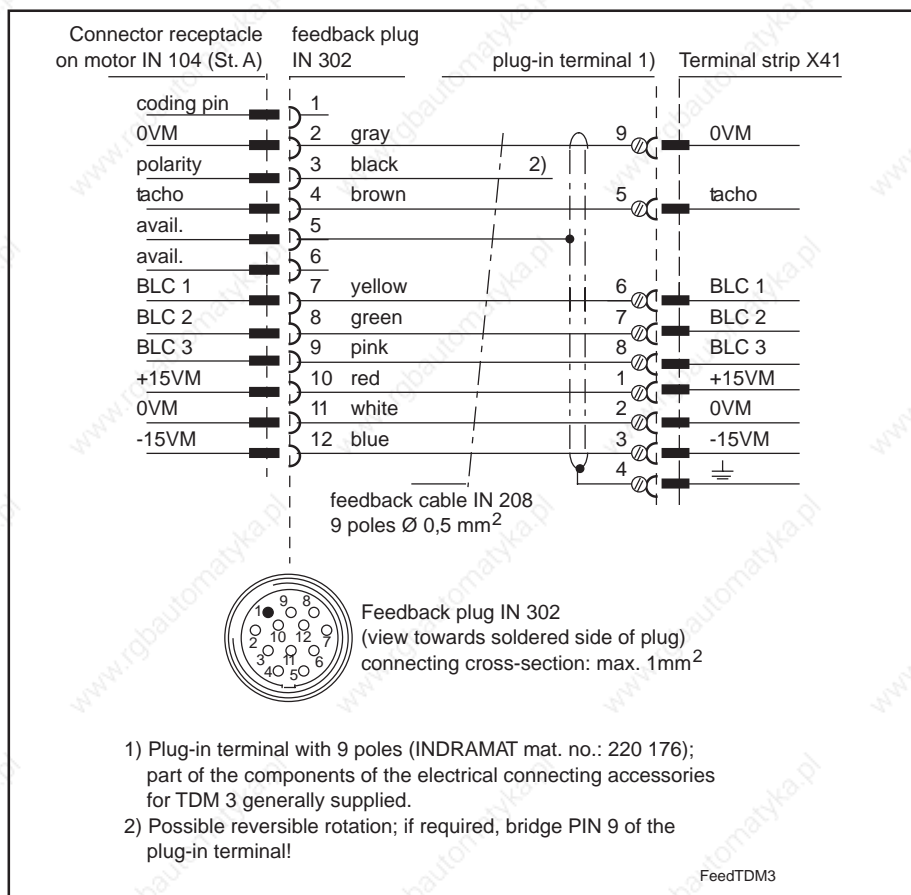 Connector receptacle
on motor IN 104 (St. A)
feedback plug
IN 302
plug-in terminal 1)
Terminal strip X41
coding pin 1
0VM 2 gray 9 0VM
polarity 3 black 2)
tacho 4 brown 5 tacho
avail. 5
avail. 6
BLC 1 7 yellow 6 BLC 1
BLC 2 8 green 7 BLC 2
BLC 3 9 pink 8 BLC 3
+15VM 10 red 1 +15VM
0VM 11 white 2 0VM
-15VM 12 blue 3 -15VM
4
feedback cable IN 208
9 poles Ø 0,5 mm2
1 9 8
2 10 12 7
3 11 6
4 5
Feedback plug IN 302
(view towards soldered side of plug)
connecting cross-section: max. 1mm2
1) Plug-in terminal with 9 poles (INDRAMAT mat. no.: 220 176);
part of the components of the electrical connecting accessories
for TDM 3 generally supplied.
2) Possible reversible rotation; if required, bridge PIN 9 of the
plug-in terminal!
FeedTDM3
www.rgbautomatyka.pl